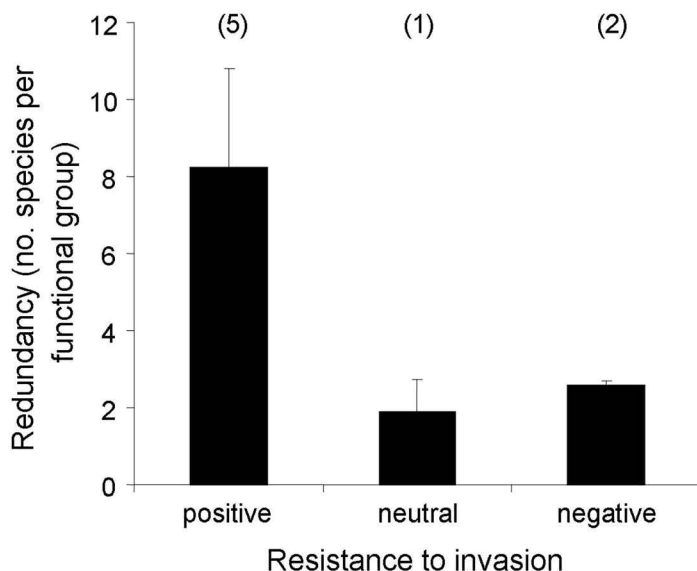 12
(5)
(1)
(2)
10
8
6
4
2
0
Redundancy (no. species per
functional group)
positive
neutral
negative
Resistance to invasion